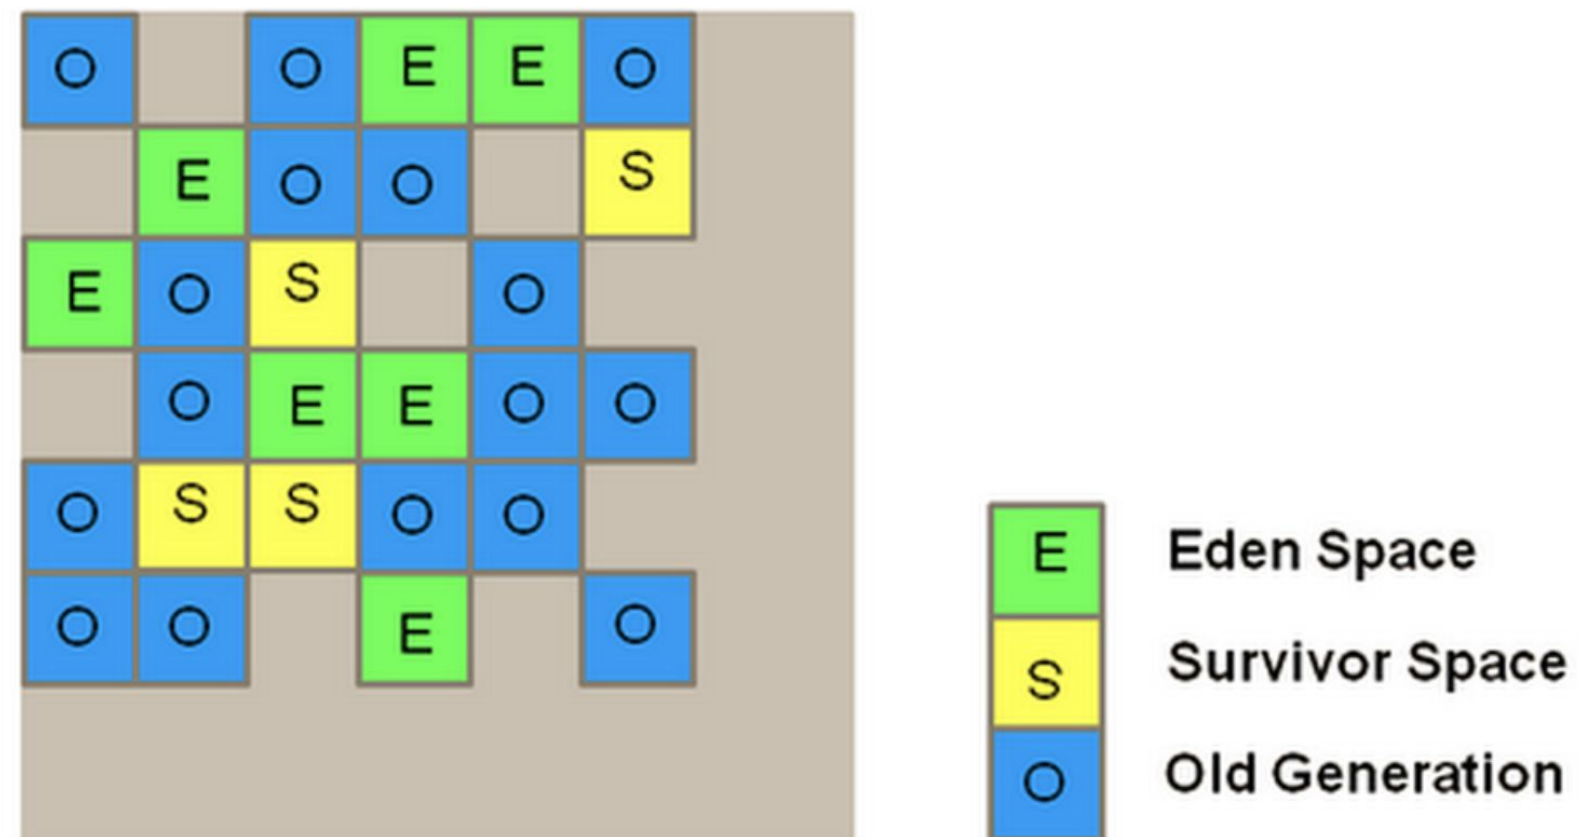 O O E E O
E O O S
E O S O
O E E O O
O S S O O
O O E O
E Eden Space
S Survivor Space
O Old Generation